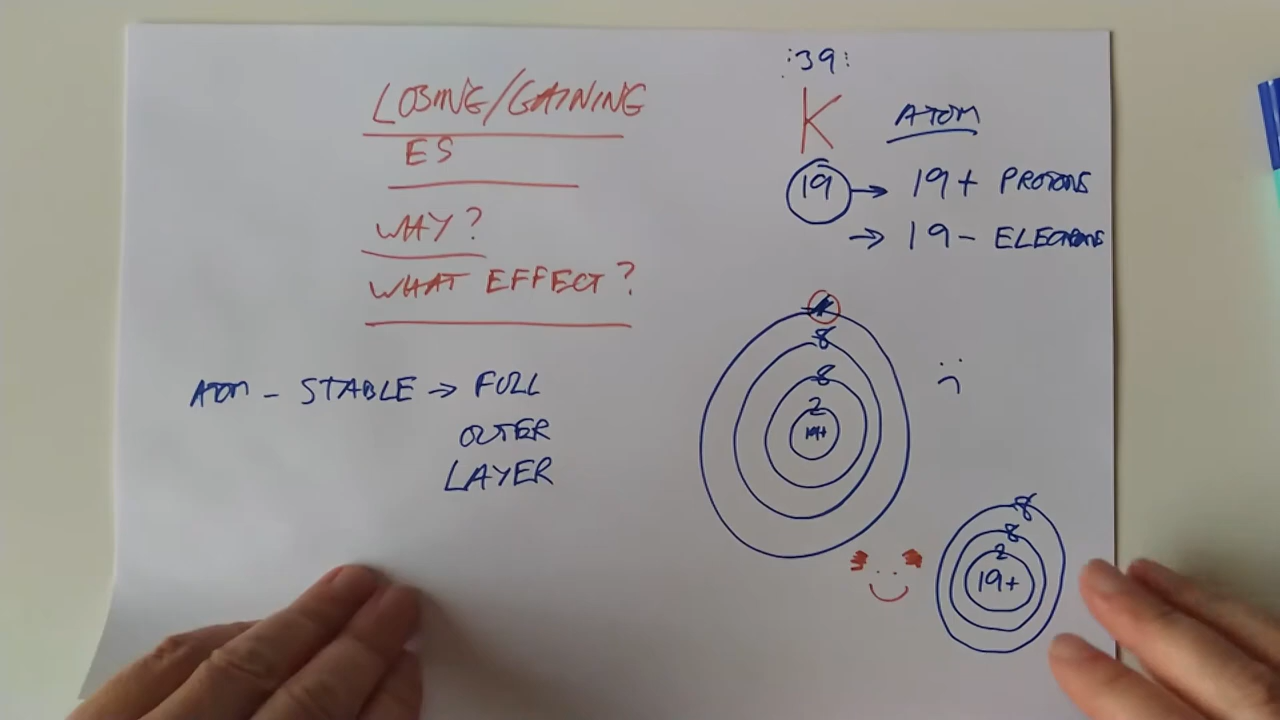 LOSING/GAINING
ES
WHY?
WHAT EFFECT?
ATOM - STABLE → FULL
OUTER
LAYER
39
K
ATOM
19 → 19+ PROTONS
→ 19- ELECTRONS
8
8
2
19+
8
8
2
19+